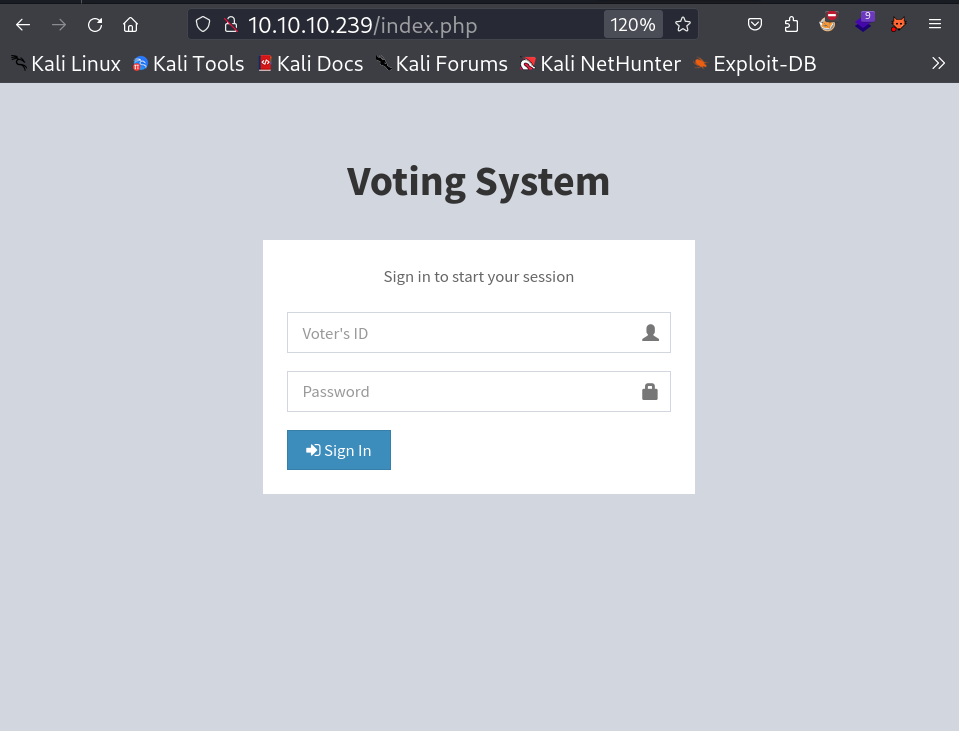 10.10.10.239/index.php 120% 9
Kali Linux Kali Tools Kali Docs Kali Forums Kali NetHunter Exploit-DB
Voting System
Sign in to start your session
Voter's ID
Password
Sign In